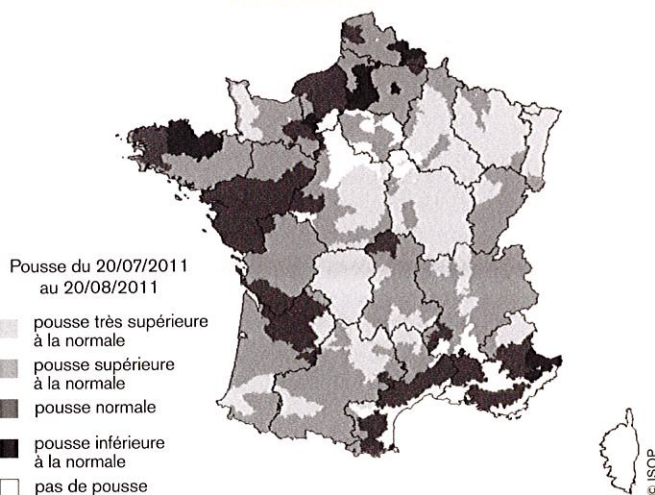 Pousse du 20/07/2011
au 20/08/2011
pousse très supérieure
à la normale
pousse supérieure
à la normale
pousse normale
pousse inférieure
à la normale
pas de pousse
© ISOP